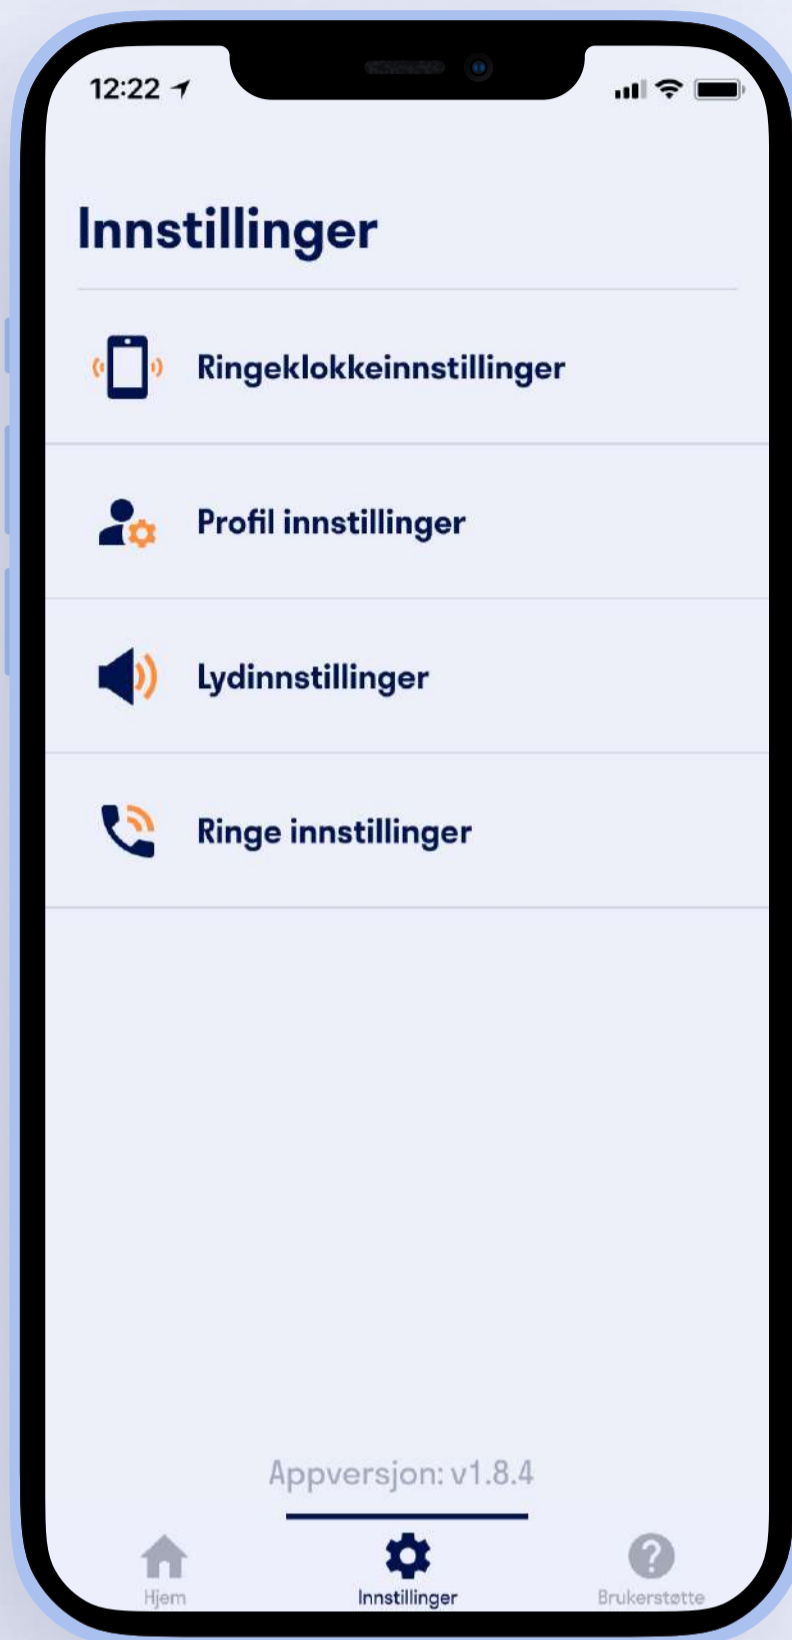 12:22
Innstillinger
Ringeklokkeinnstillinger
Profil innstillinger
Lydinnstillinger
Ringe innstillinger
Appversjon: v1.8.4
Hjem
Innstillinger
Brukerstøtte